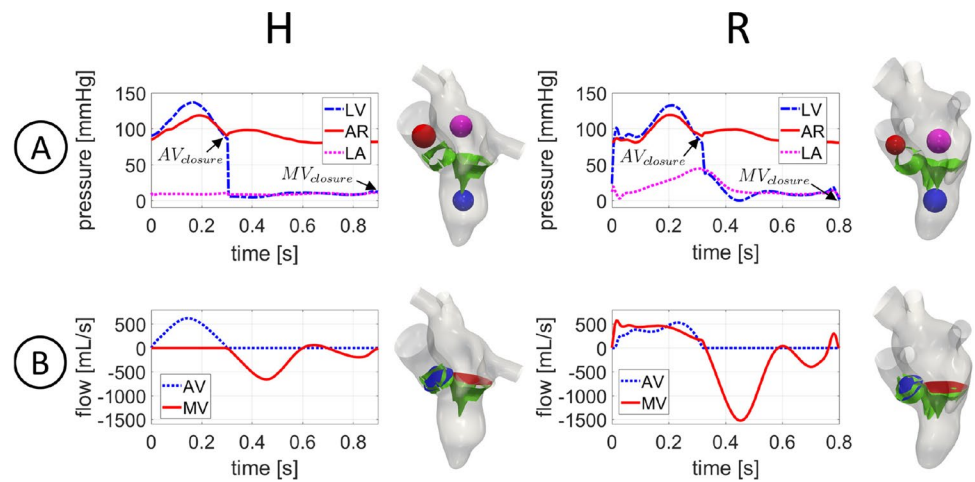 H
R
A
pressure [mmHg]
150
100
50
0
LV
AR
LA
AV_closure
MV_closure
0
0.2
0.4
0.6
0.8
time [s]
pressure [mmHg]
150
100
50
0
LV
AR
LA
AV_closure
MV_closure
0
0.2
0.4
0.6
0.8
time [s]
B
flow [mL/s]
500
0
-500
-1000
-1500
AV
MV
0
0.2
0.4
0.6
0.8
time [s]
flow [mL/s]
500
0
-500
-1000
-1500
AV
MV
0
0.2
0.4
0.6
0.8
time [s]